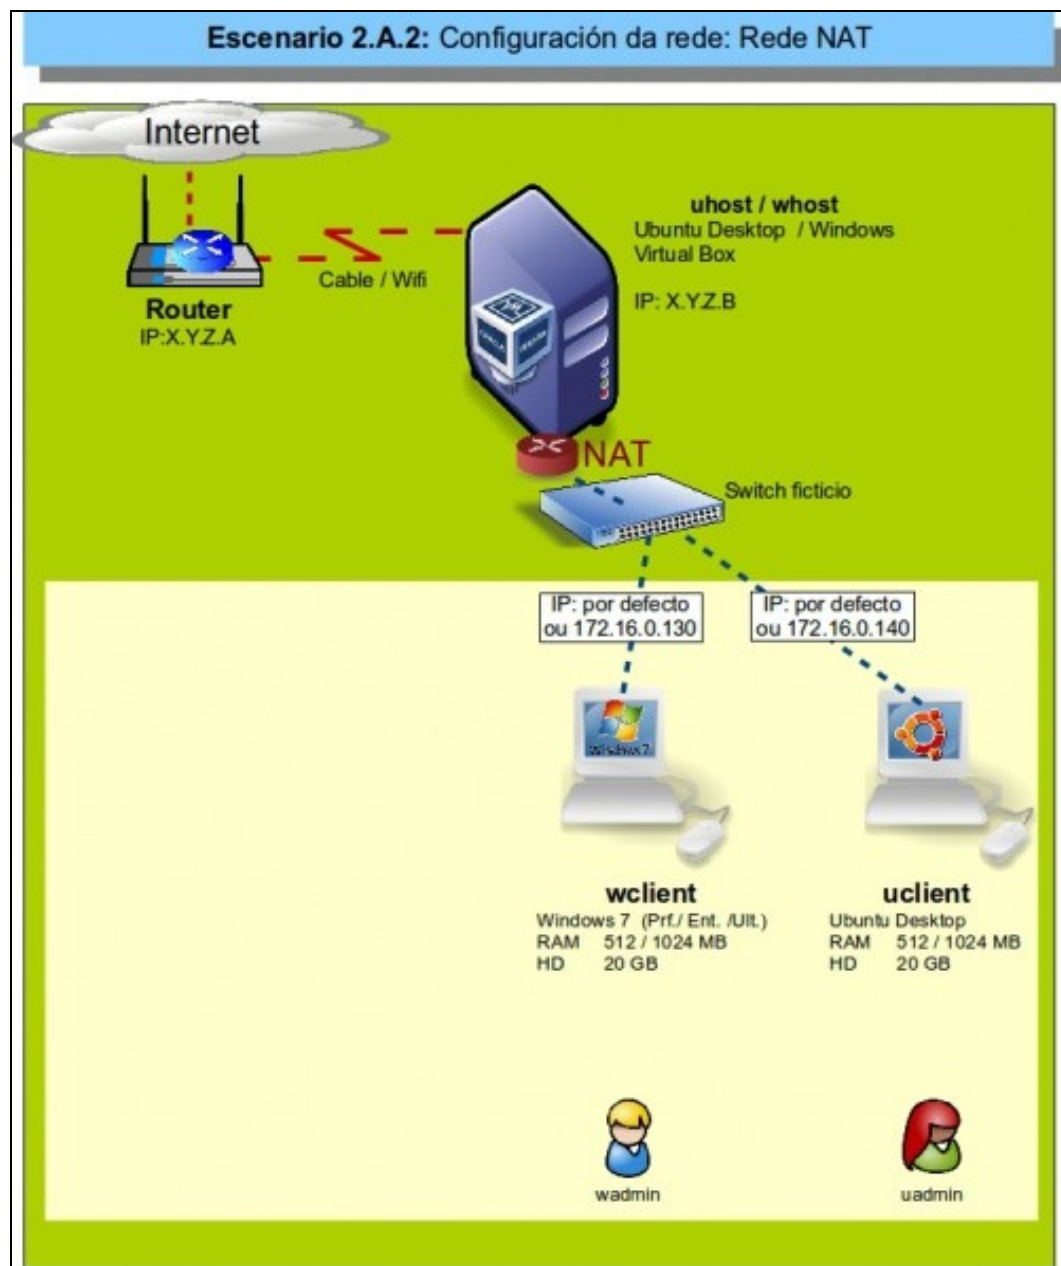 Escenario 2.A.2: Configuración da rede: Rede NAT
Internet
Cable / Wifi
Router
IP:X.Y.Z.A
uhost / whost
Ubuntu Desktop / Windows
Virtual Box
IP: X.Y.Z.B
NAT
Switch ficticio
IP: por defecto
ou 172.16.0.130
IP: por defecto
ou 172.16.0.140
wclient
Windows 7 (Prf./ Ent. /Ult.)
RAM 512 / 1024 MB
HD 20 GB
uclient
Ubuntu Desktop
RAM 512 / 1024 MB
HD 20 GB
wadmin
uadmin